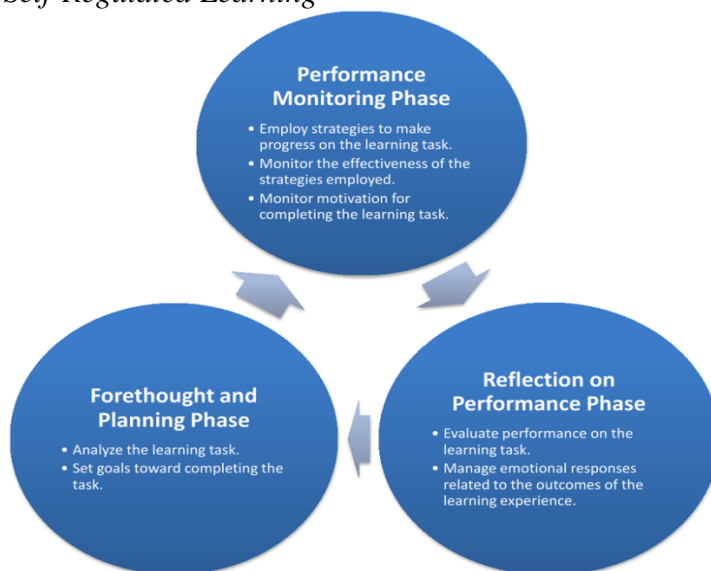 Self-Regulated Learning
Performance
Monitoring Phase
• Employ strategies to make
progress on the learning task.
• Monitor the effectiveness of the
strategies employed.
• Monitor motivation for
completing the learning task.
Forethought and
Planning Phase
• Analyze the learning task.
• Set goals toward completing the
task.
Reflection on
Performance Phase
• Evaluate performance on the
learning task.
• Manage emotional responses
related to the outcomes of the
learning experience.